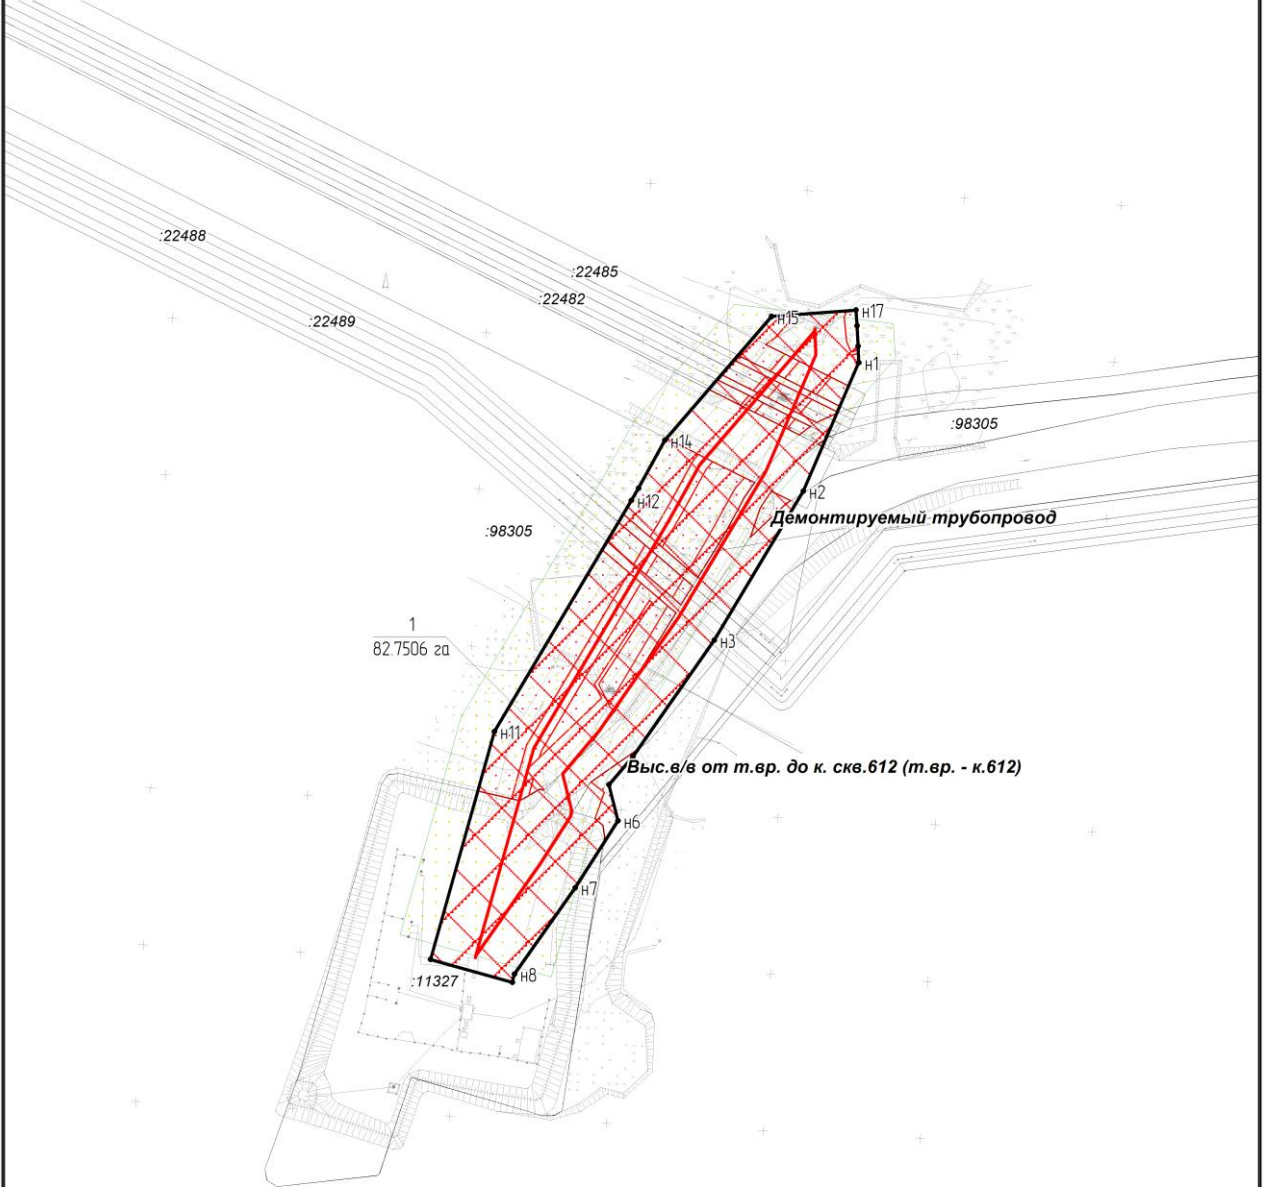 :22488
:22485
:22482
:22489
н15
н17
н1
:98305
н14
н2
н12
Демонтируемый трубопровод
:98305
1
82.7506 га
н3
н11
Выс.в/в от т.вр. до к. скв.612 (т.вр. - к.612)
н6
н7
н8
:11327